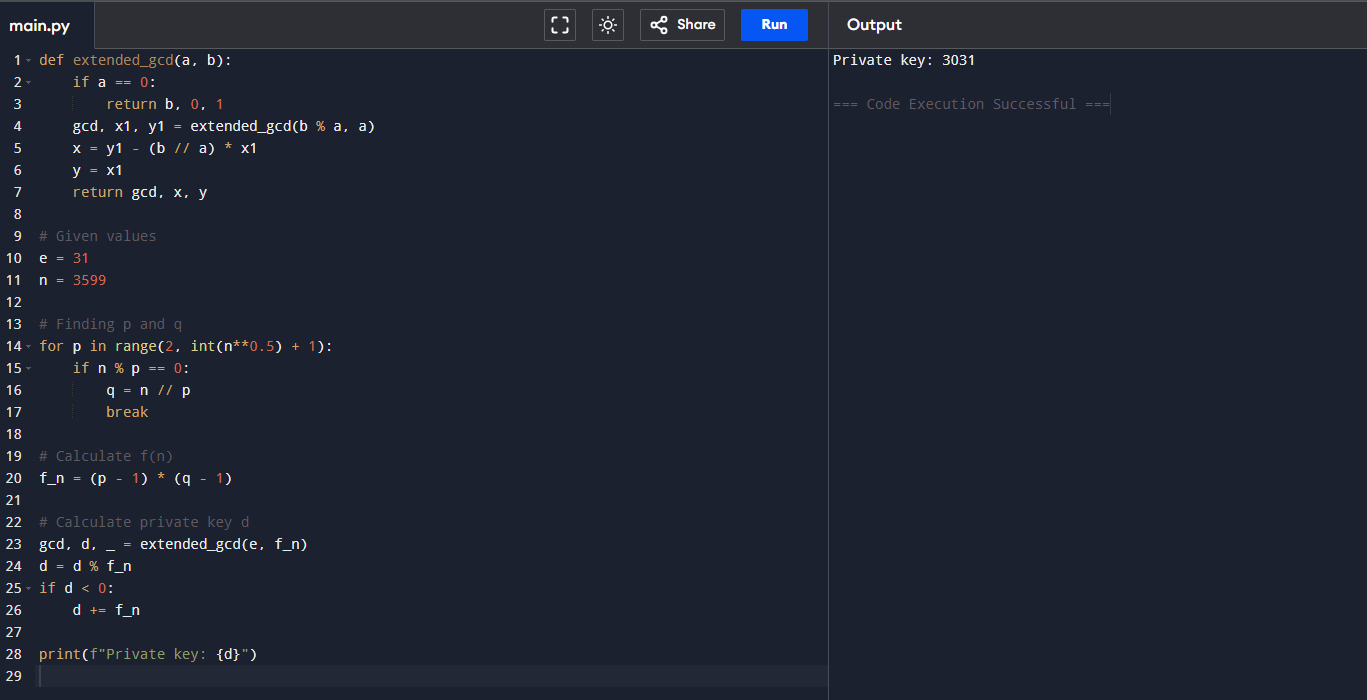 main.py
Share
Run
Output
1 def extended_gcd(a, b):
2     if a == 0:
3         return b, 0, 1
4     gcd, x1, y1 = extended_gcd(b % a, a)
5     x = y1 - (b // a) * x1
6     y = x1
7     return gcd, x, y
8
9 # Given values
10 e = 31
11 n = 3599
12
13 # Finding p and q
14 for p in range(2, int(n**0.5) + 1):
15     if n % p == 0:
16         q = n // p
17         break
18
19 # Calculate f(n)
20 f_n = (p - 1) * (q - 1)
21
22 # Calculate private key d
23 gcd, d, _ = extended_gcd(e, f_n)
24 d = d % f_n
25 if d < 0:
26     d += f_n
27
28 print(f"Private key: {d}")
29
Private key: 3031
=== Code Execution Successful ===